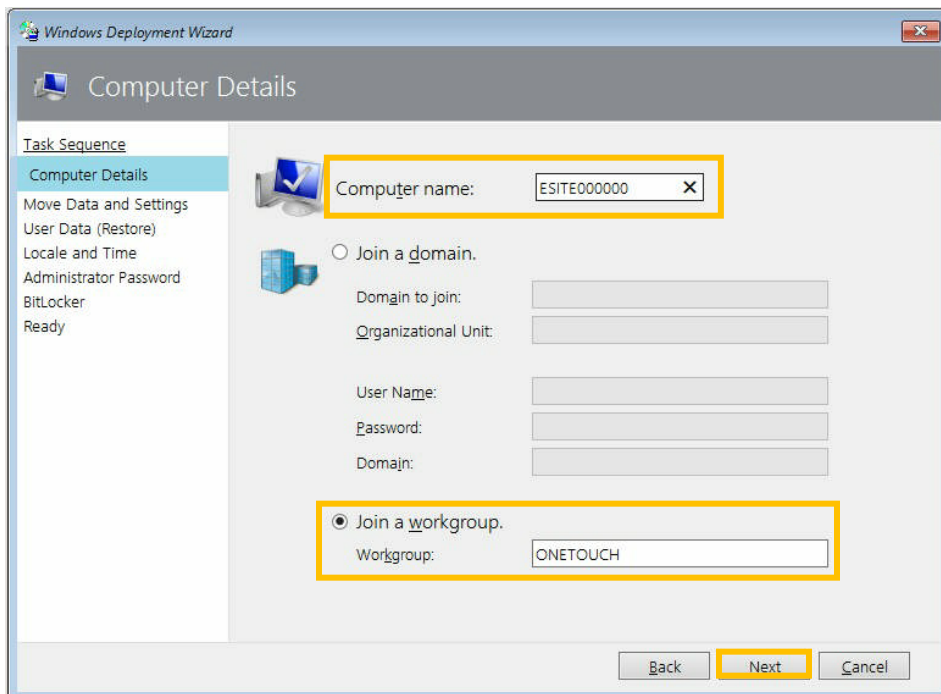 Windows Deployment Wizard
Computer Details
Task Sequence
Computer Details
Move Data and Settings
User Data (Restore)
Locale and Time
Administrator Password
BitLocker
Ready
Computer name: ESITE000000
Join a domain.
Domain to join:
Organizational Unit:
User Name:
Password:
Domain:
Join a workgroup.
Workgroup: ONETOUCH
Back Next Cancel